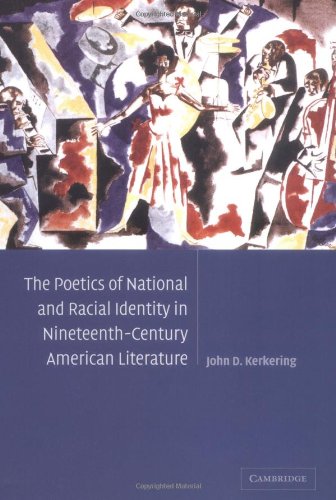 The Poetics of National
and Racial Identity in
Nineteenth-Century
American Literature
John D. Kerkering
CAMBRIDGE